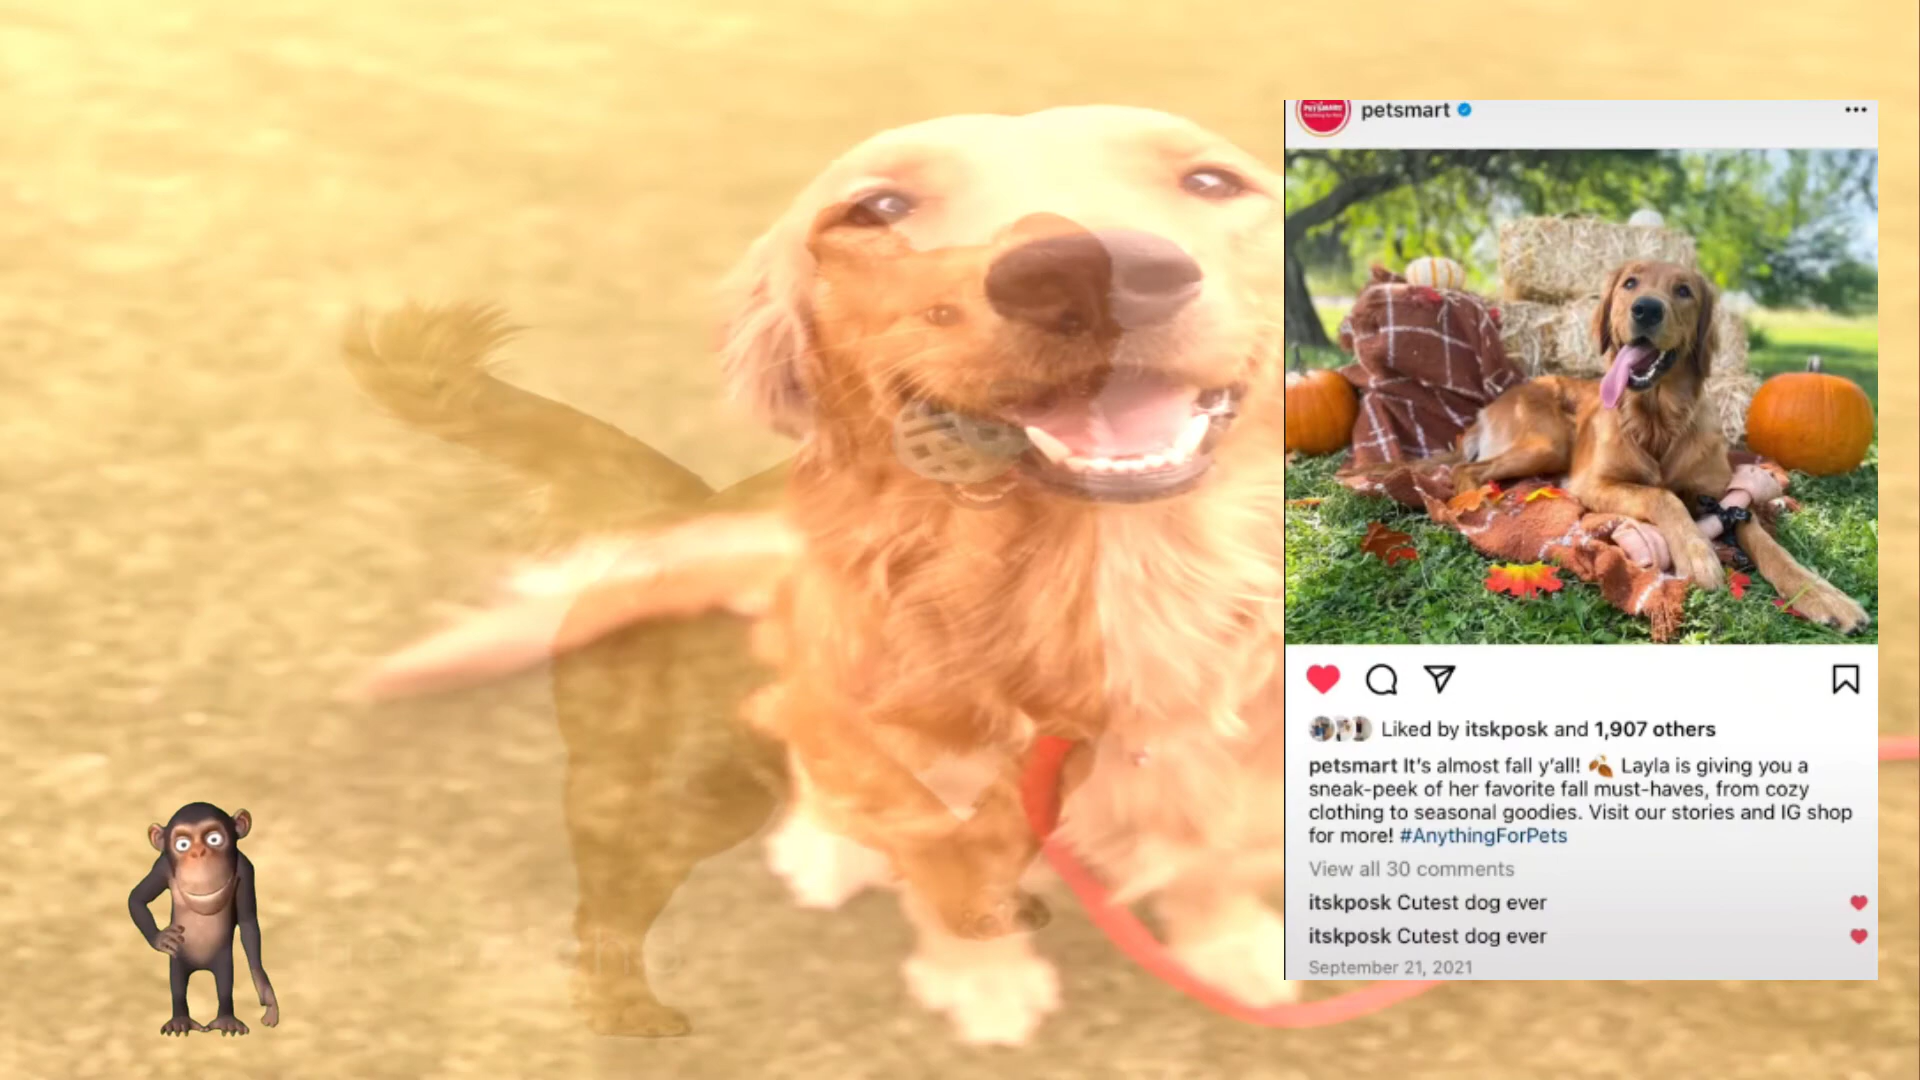 petsmart
Liked by itskposk and 1,907 others
petsmart It's almost fall y'all! 🍂 Layla is giving you a
sneak-peek of her favorite fall must-haves, from cozy
clothing to seasonal goodies. Visit our stories and IG shop
for more! #AnythingForPets
View all 30 comments
itskposk Cutest dog ever
itskposk Cutest dog ever
September 21, 2021